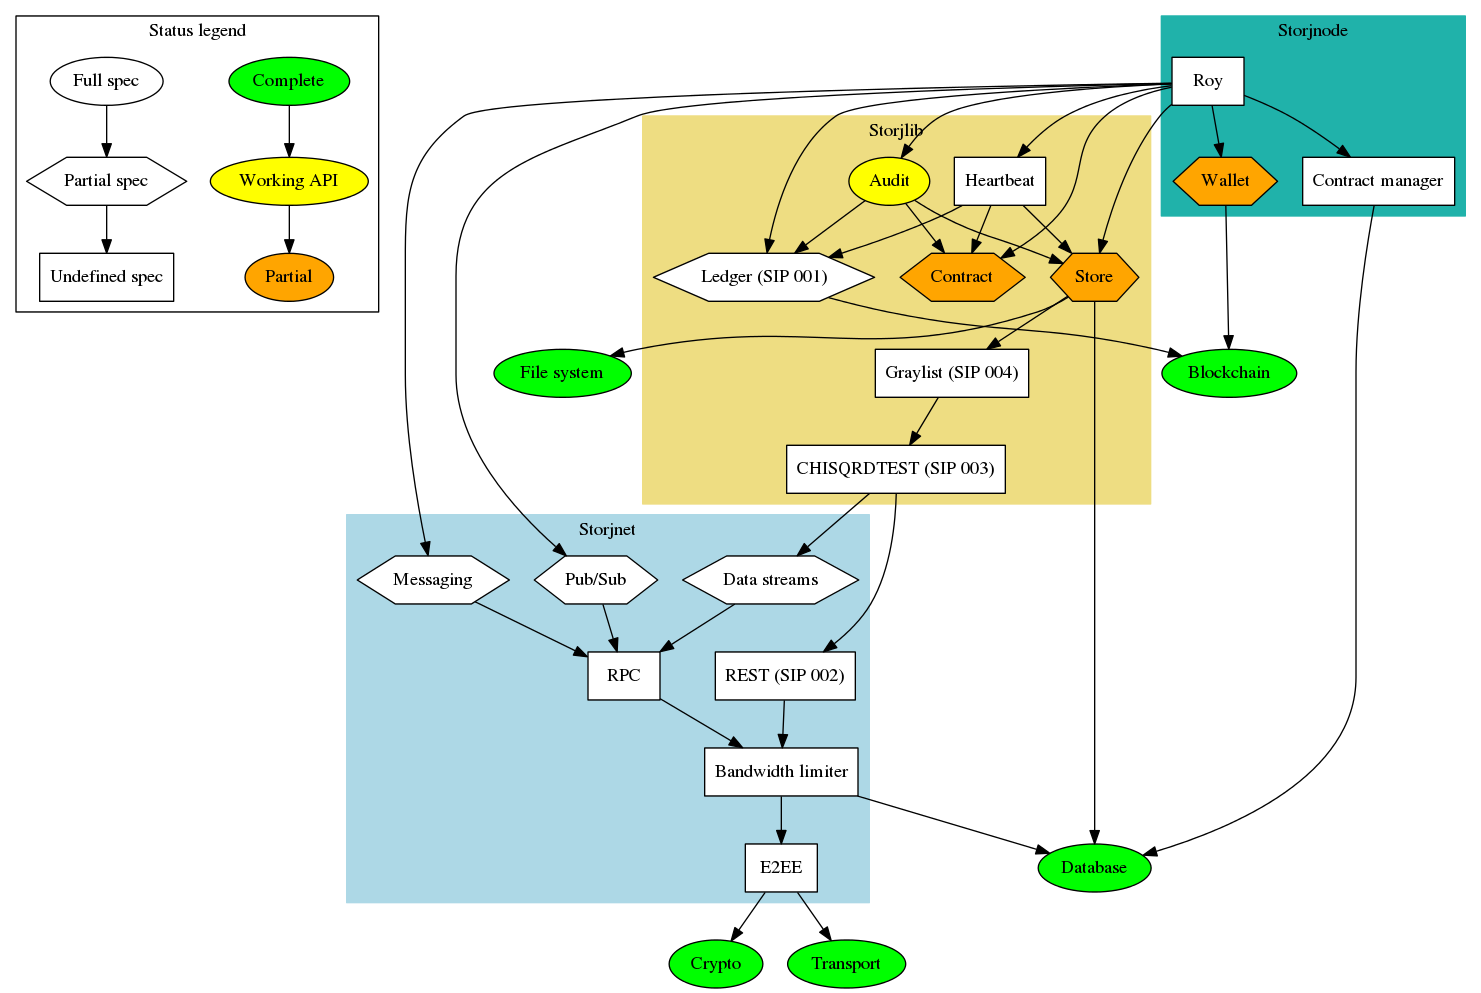 Status legend
Full spec
Complete
Partial spec
Working API
Undefined spec
Partial
Storjnode
Roy
Wallet
Contract manager
Storjlib
Audit
Heartbeat
Ledger (SIP 001)
Contract
Store
File system
Graylist (SIP 004)
Blockchain
CHISQRDTEST (SIP 003)
Storjnet
Messaging
Pub/Sub
Data streams
RPC
REST (SIP 002)
Bandwidth limiter
E2EE
Database
Crypto
Transport